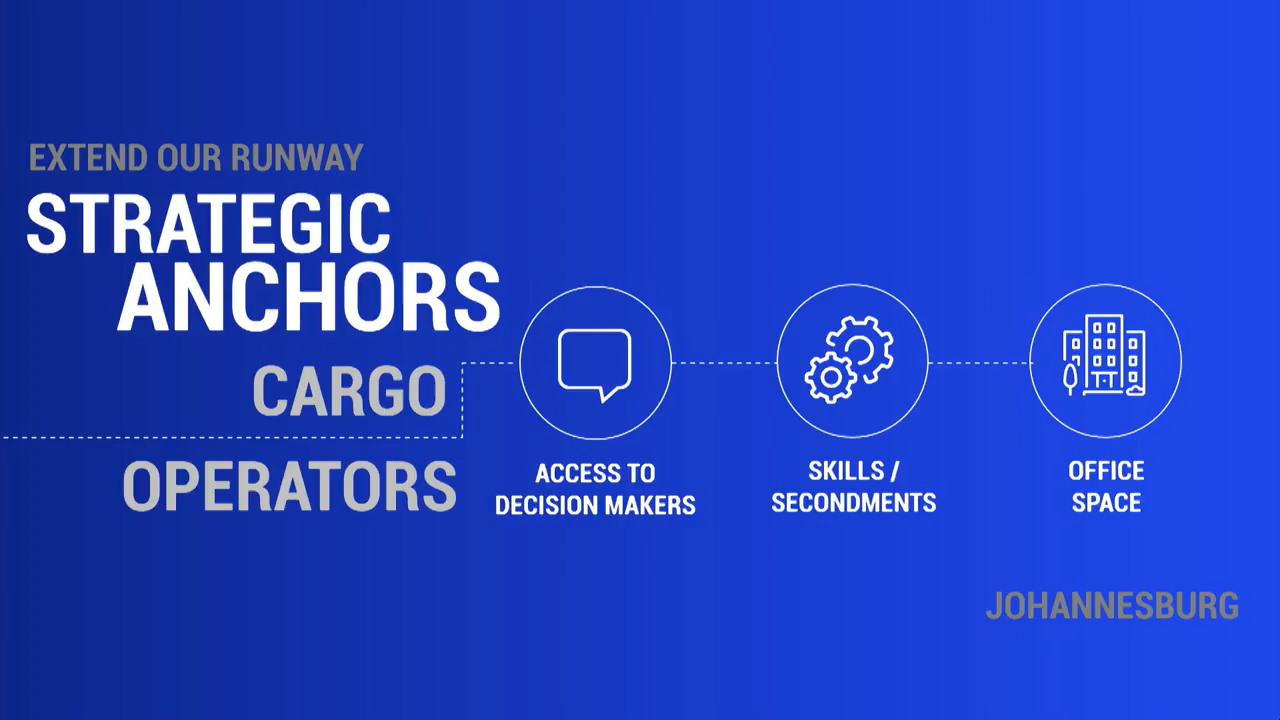 EXTEND OUR RUNWAY
STRATEGIC
ANCHORS
CARGO
OPERATORS
ACCESS TO
DECISION MAKERS
SKILLS /
SECONDMENTS
OFFICE
SPACE
JOHANNESBURG